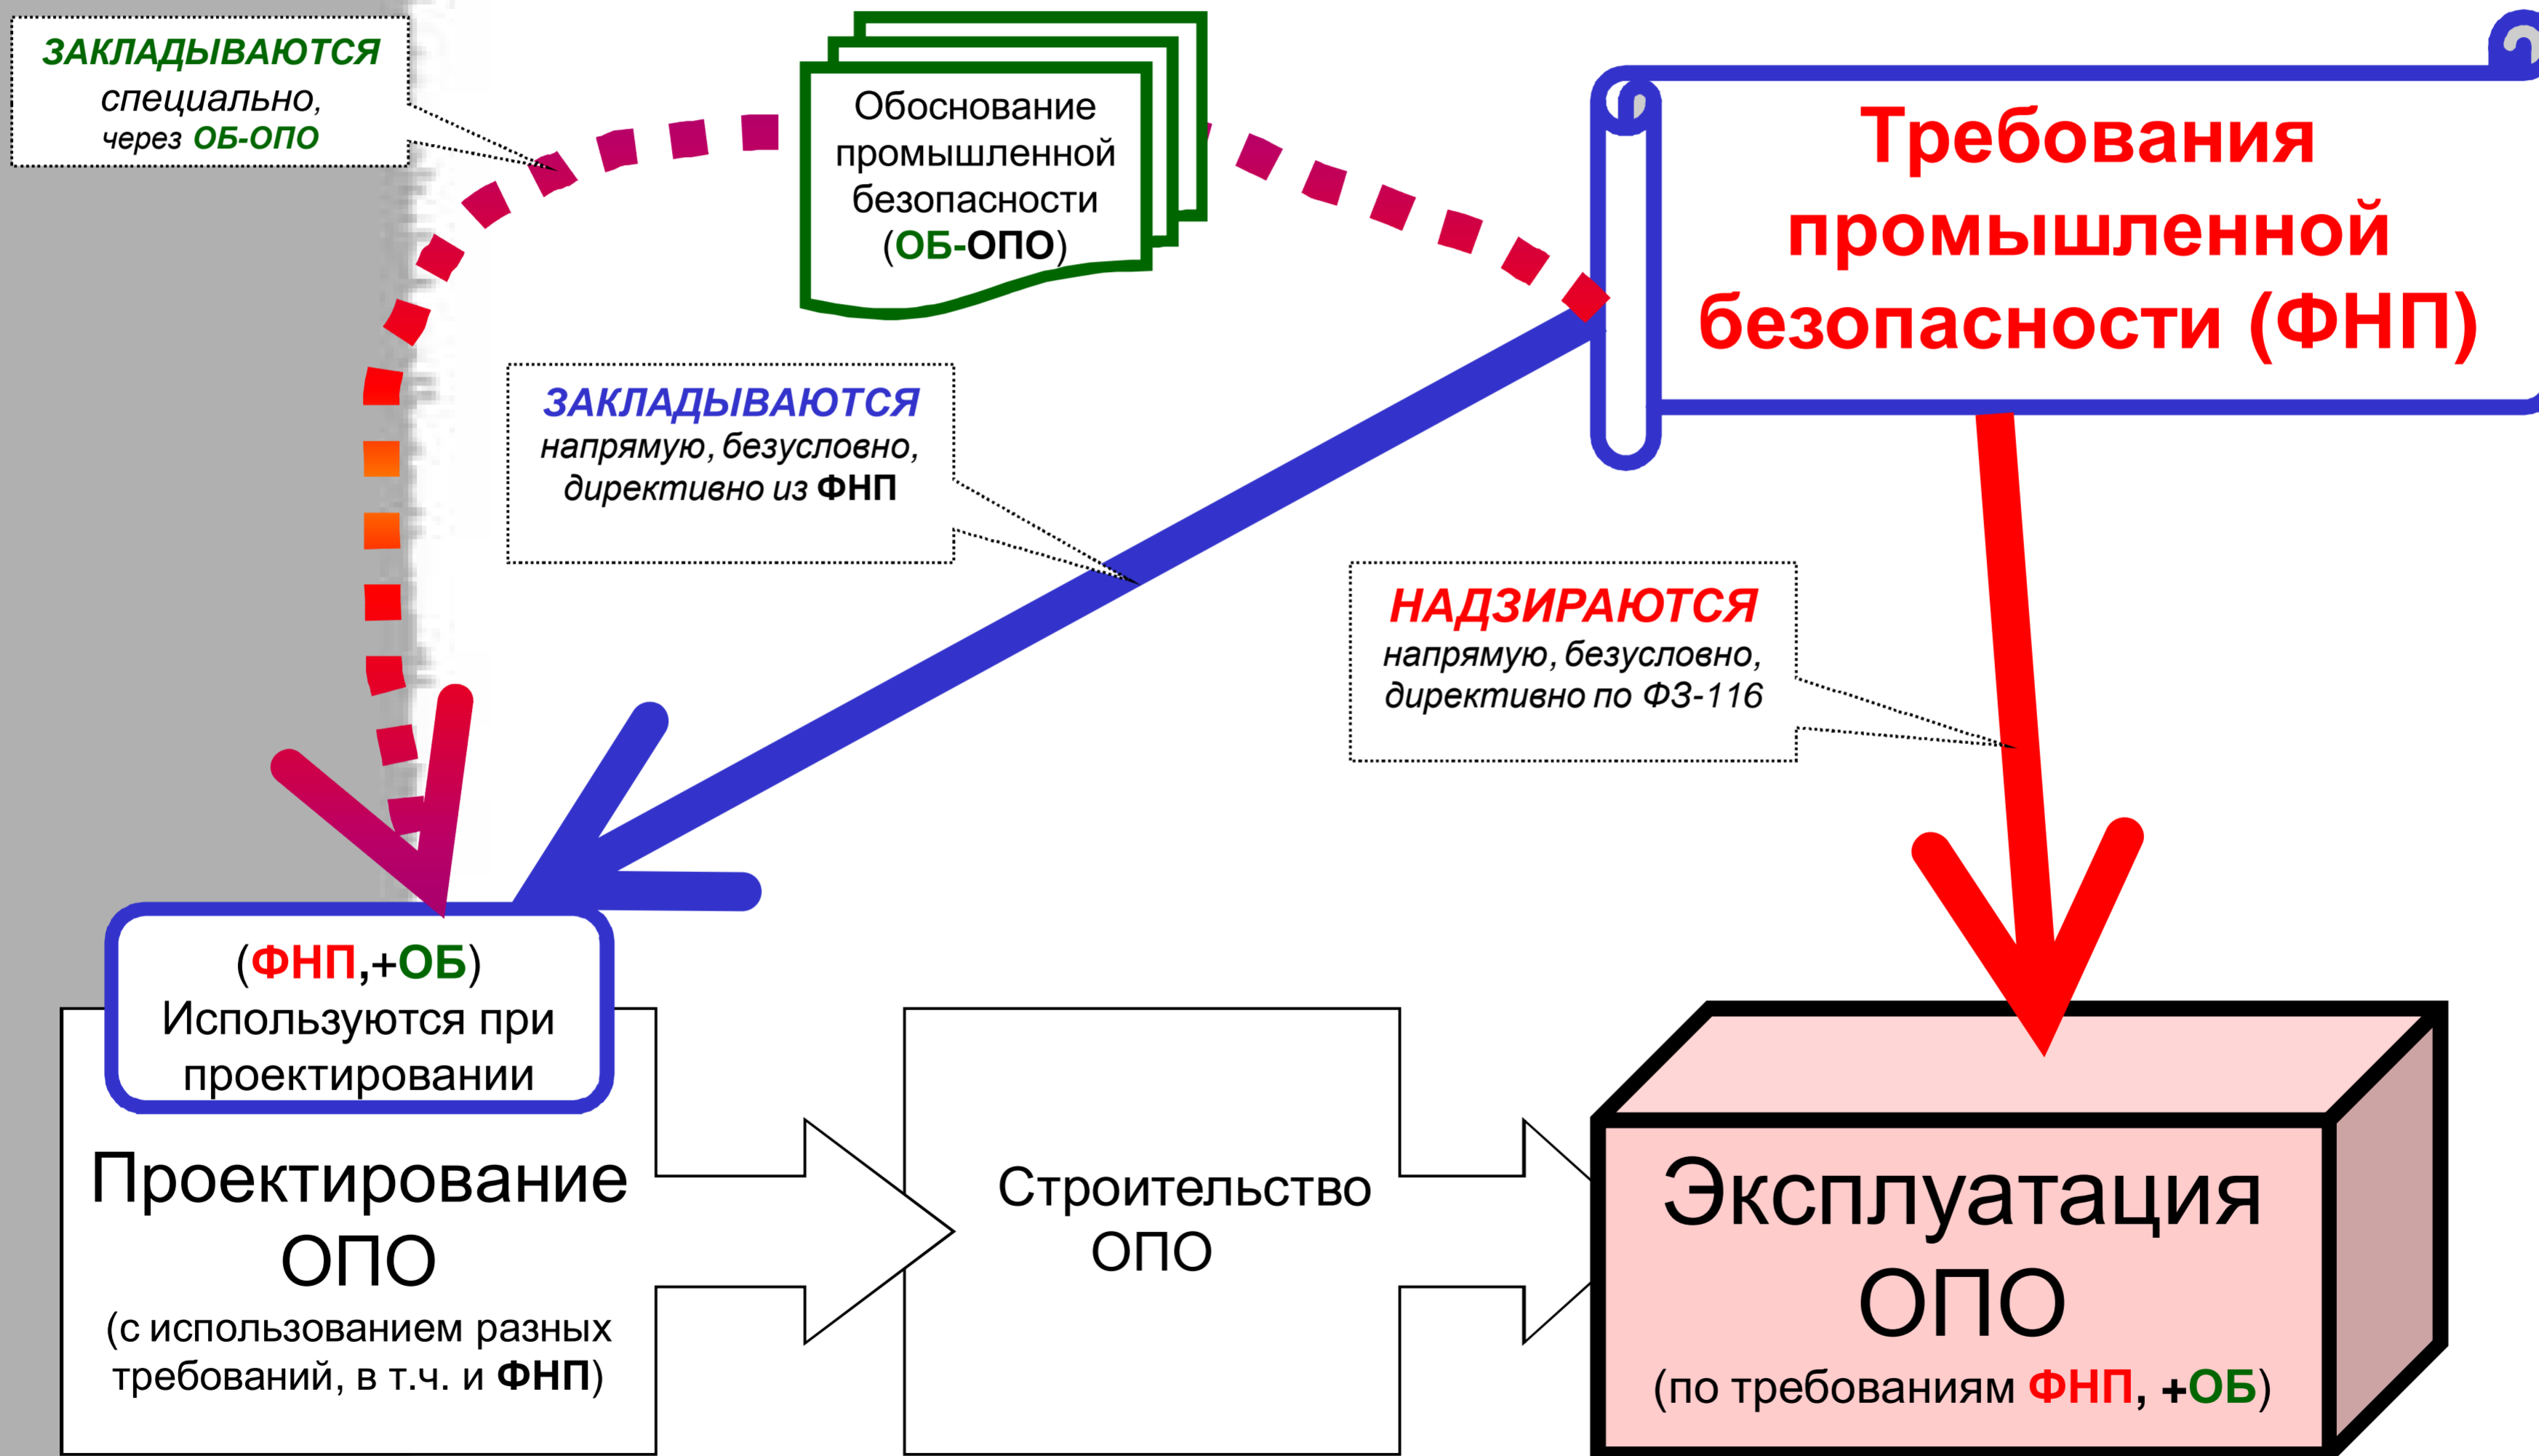 ЗАКЛАДЫВАЮТСЯ
специально,
через ОБ-ОПО
Обоснование
промышленной
безопасности
(ОБ-ОПО)
Требования
промышленной
безопасности (ФНП)
ЗАКЛАДЫВАЮТСЯ
напрямую, безусловно,
директивно из ФНП
НАДЗИРАЮТСЯ
напрямую, безусловно,
директивно по ФЗ-116
(ФНП,+ОБ)
Используются при
проектировании
Проектирование
ОПО
(с использованием разных
требований, в т.ч. и ФНП)
Строительство
ОПО
Эксплуатация
ОПО
(по требованиям ФНП, +ОБ)